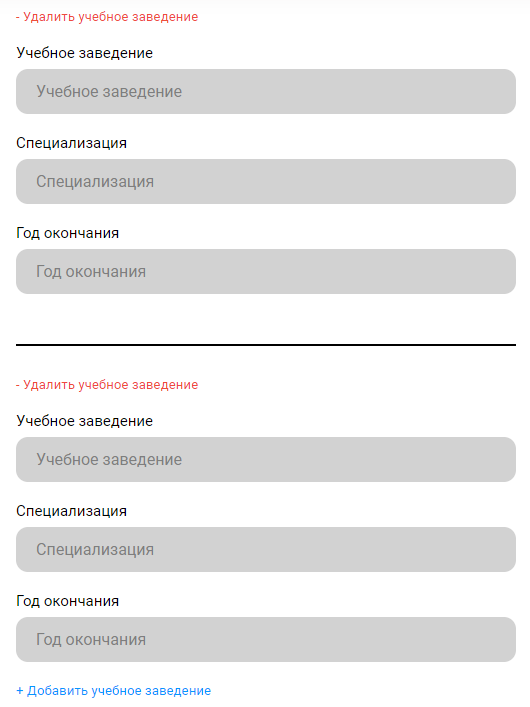 - Удалить учебное заведение
Учебное заведение
Учебное заведение
Специализация
Специализация
Год окончания
Год окончания
- Удалить учебное заведение
Учебное заведение
Учебное заведение
Специализация
Специализация
Год окончания
Год окончания
+ Добавить учебное заведение